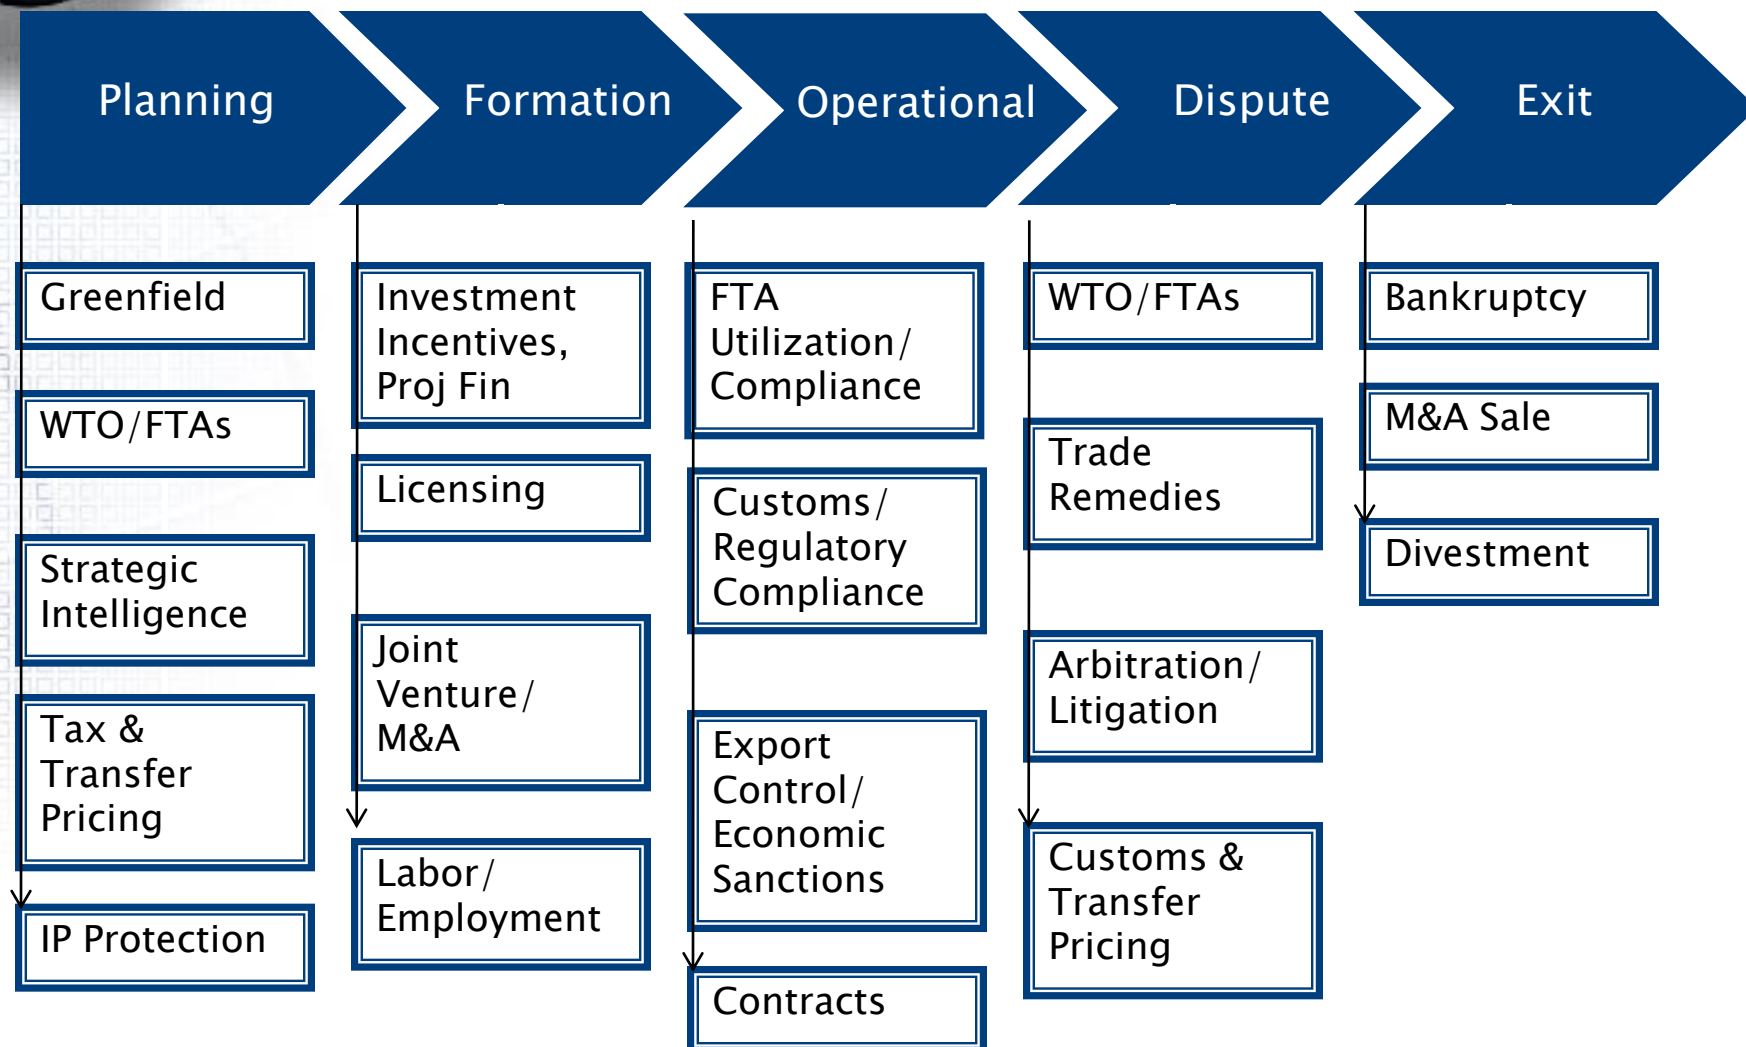 Planning
Formation
Operational
Dispute
Exit
Greenfield
WTO/FTAs
Strategic
Intelligence
Tax &
Transfer
Pricing
IP Protection
Investment
Incentives,
Proj Fin
Licensing
Joint
Venture/
M&A
Labor/
Employment
FTA
Utilization/
Compliance
Customs/
Regulatory
Compliance
Export
Control/
Economic
Sanctions
Contracts
WTO/FTAs
Trade
Remedies
Arbitration/
Litigation
Customs &
Transfer
Pricing
Bankruptcy
M&A Sale
Divestment